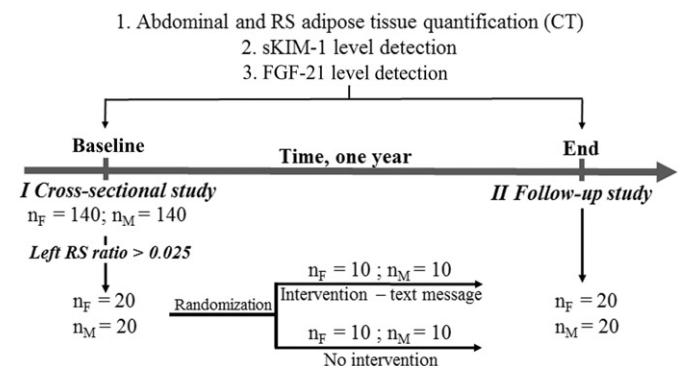 1. Abdominal and RS adipose tissue quantification (CT)
2. sKIM-1 level detection
3. FGF-21 level detection
Baseline
Time, one year
End
I Cross-sectional study
II Follow-up study
nF = 140; nM = 140
Left RS ratio > 0.025
nF = 20
nM = 20
Randomization
nF = 10 ; nM = 10
Intervention – text message
nF = 10 ; nM = 10
No intervention
nF = 20
nM = 20